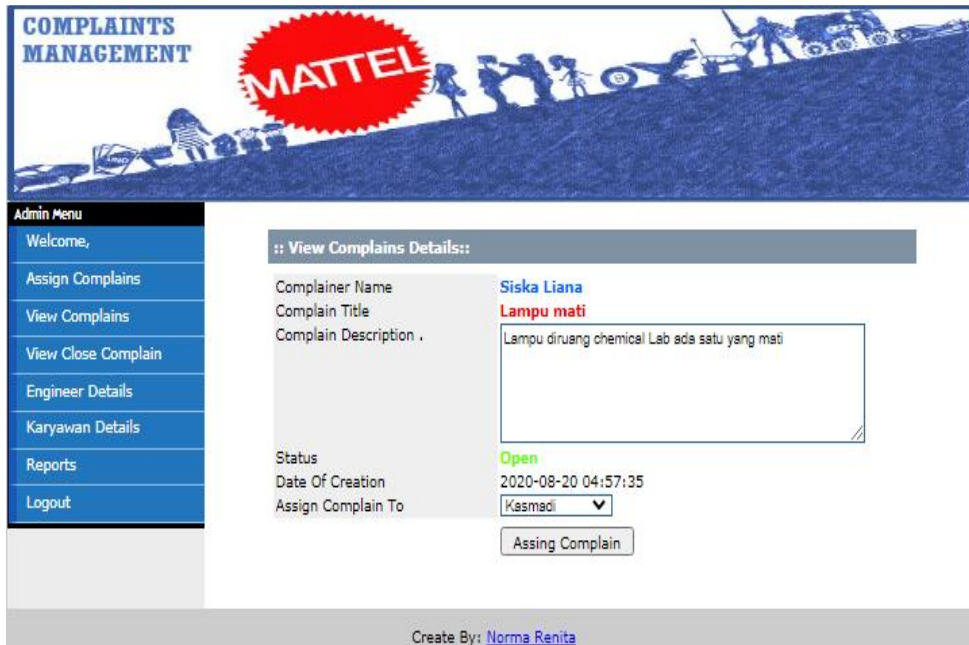 COMPLAINTS
MANAGEMENT
MATTEL
Admin Menu
Welcome,
Assign Complains
View Complains
View Close Complain
Engineer Details
Karyawan Details
Reports
Logout
:: View Complains Details::
Complainer Name Siska Liana
Complain Title Lampu mati
Complain Description . Lampu diruang chemical Lab ada satu yang mati
Status Open
Date Of Creation 2020-08-20 04:57:35
Assign Complain To Kasmadi
Assing Complain
Create By: Norma Renita